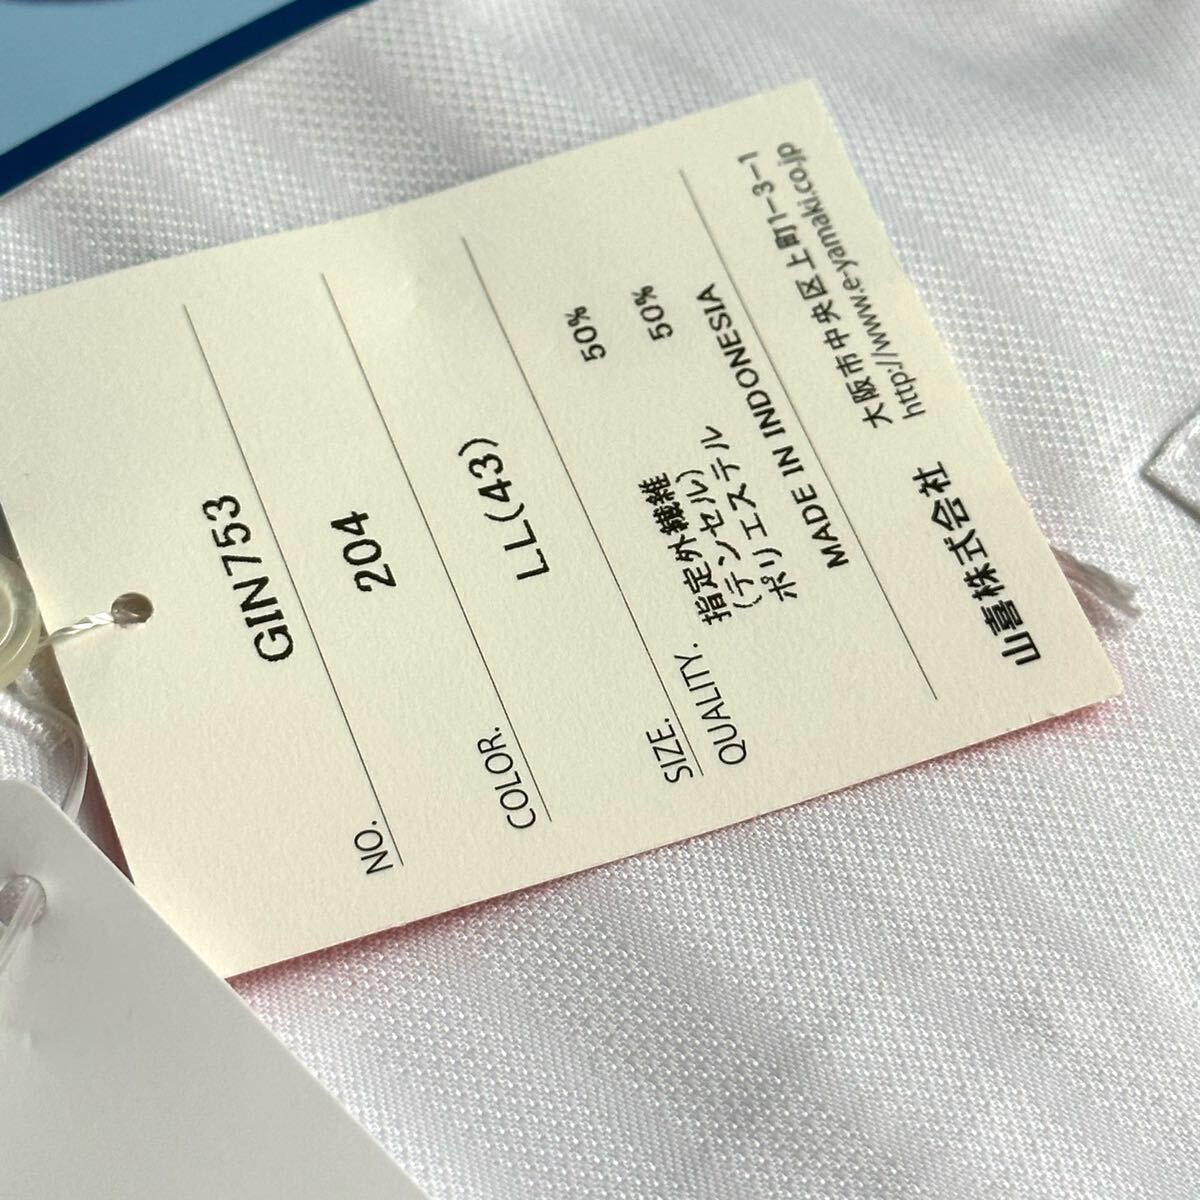 GIN753
NO.
204
COLOR.
LL(43)
SIZE.
QUALITY.
指定外繊維 50%
(テンセル)
ポリエステル 50%
MADE IN INDONESIA
山喜株式会社
大阪市中央区上町1-3-1
http://www.e-yamaki.co.jp